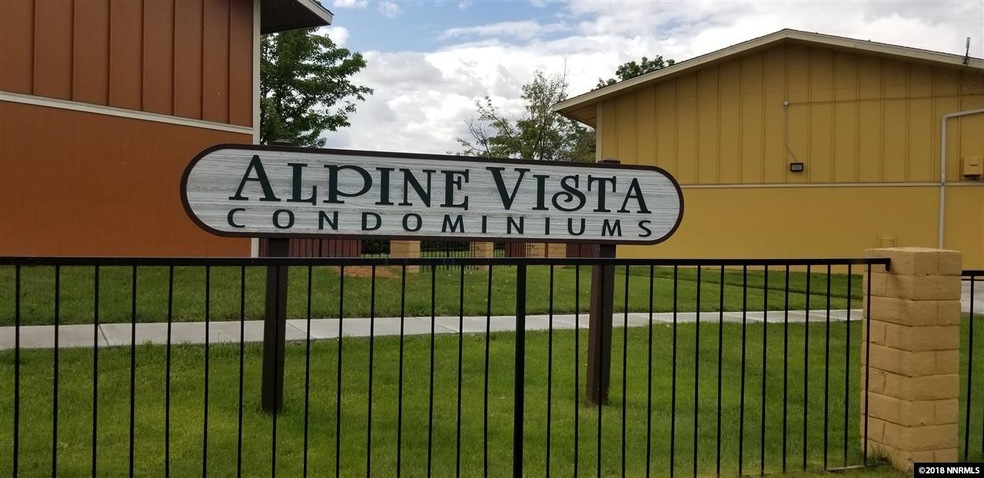 ALPINE VISTA
CONDOMINIUMS
©2018 NNRMLS